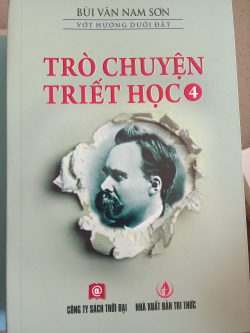 BÙI VĂN NAM SƠN
VỚT HƯƠNG DƯỚI ĐẤT
TRÒ CHUYỆN
TRIẾT HỌC 4
CÔNG TY SÁCH THỜI ĐẠI
NHÀ XUẤT BẢN TRI THỨC